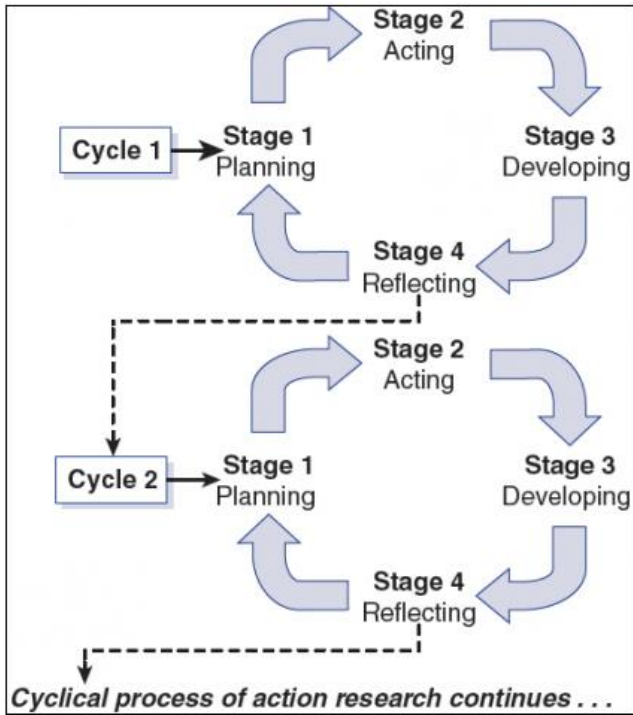 Stage 2
Acting
Cycle 1
Stage 1
Planning
Stage 3
Developing
Stage 4
Reflecting
Stage 2
Acting
Cycle 2
Stage 1
Planning
Stage 3
Developing
Stage 4
Reflecting
Cyclical process of action research continues . . .